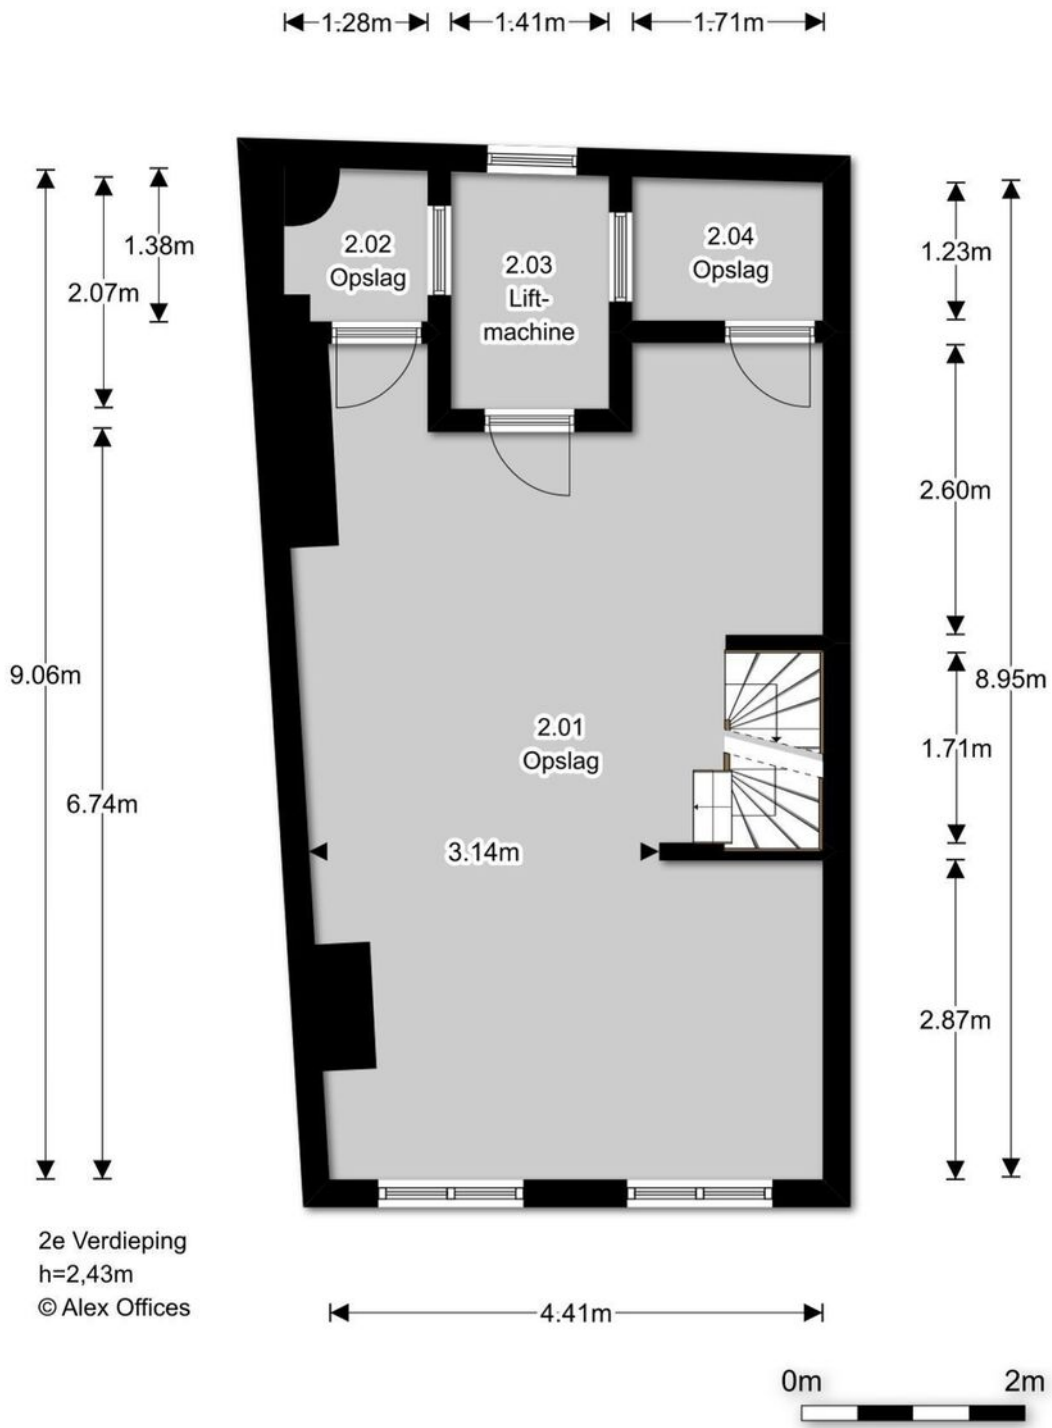 1.28m
1.41m
1.71m
1.38m
2.07m
1.23m
2.02
Opslag
2.03
Lift-
machine
2.04
Opslag
2.60m
9.06m
8.95m
2.01
Opslag
1.71m
6.74m
3.14m
2.87m
2e Verdieping
h=2,43m
© Alex Offices
4.41m
0m
2m